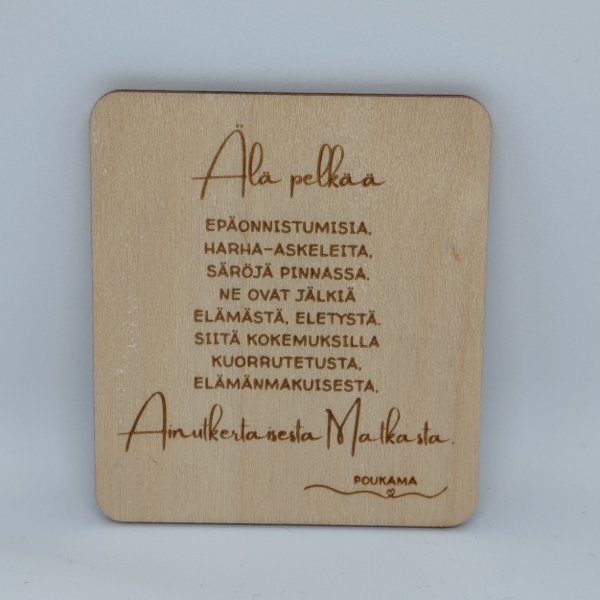 Älä pelkää
EPÄONNISTUMISIA,
HARHA-ASKELEITA,
SÄRÖJÄ PINNASSA.
NE OVAT JÄLKIÄ
ELÄMÄSTÄ, ELETYSTÄ.
SIITÄ KOKEMUKSILLA
KUORRUTETUSTA,
ELÄMÄNMAKUISESTA,
Ainutkertaisesta Matkasta.
POUKAMA